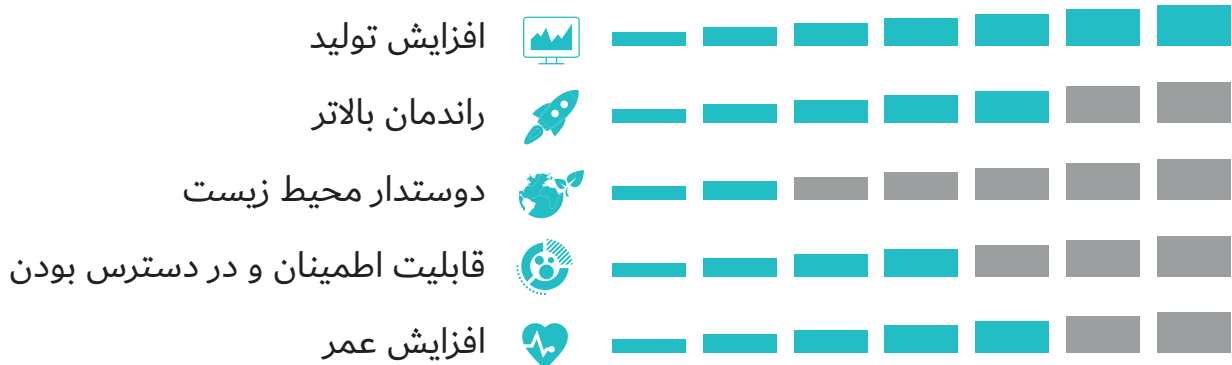 افزایش تولید
راندمان بالاتر
دوستدار محیط زیست
قابلیت اطمینان و در دسترس بودن
افزایش عمر